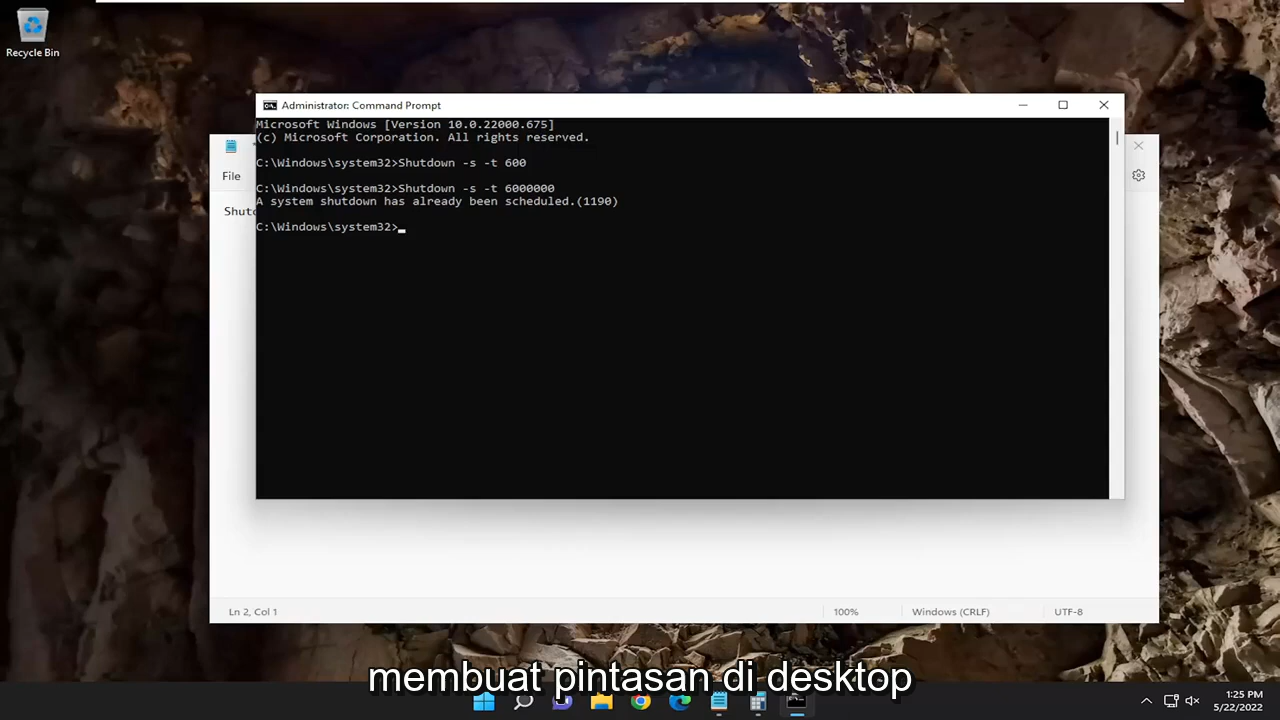 Recycle Bin
Administrator: Command Prompt
Microsoft Windows [Version 10.0.22000.675]
(c) Microsoft Corporation. All rights reserved.
C:\Windows\system32>Shutdown -s -t 600
C:\Windows\system32>Shutdown -s -t 6000000
A system shutdown has already been scheduled.(1190)
C:\Windows\system32>
File
Shutd
Ln 2, Col 1
100%
Windows (CRLF)
UTF-8
membuat pintasan di desktop
1:25 PM
5/22/2022